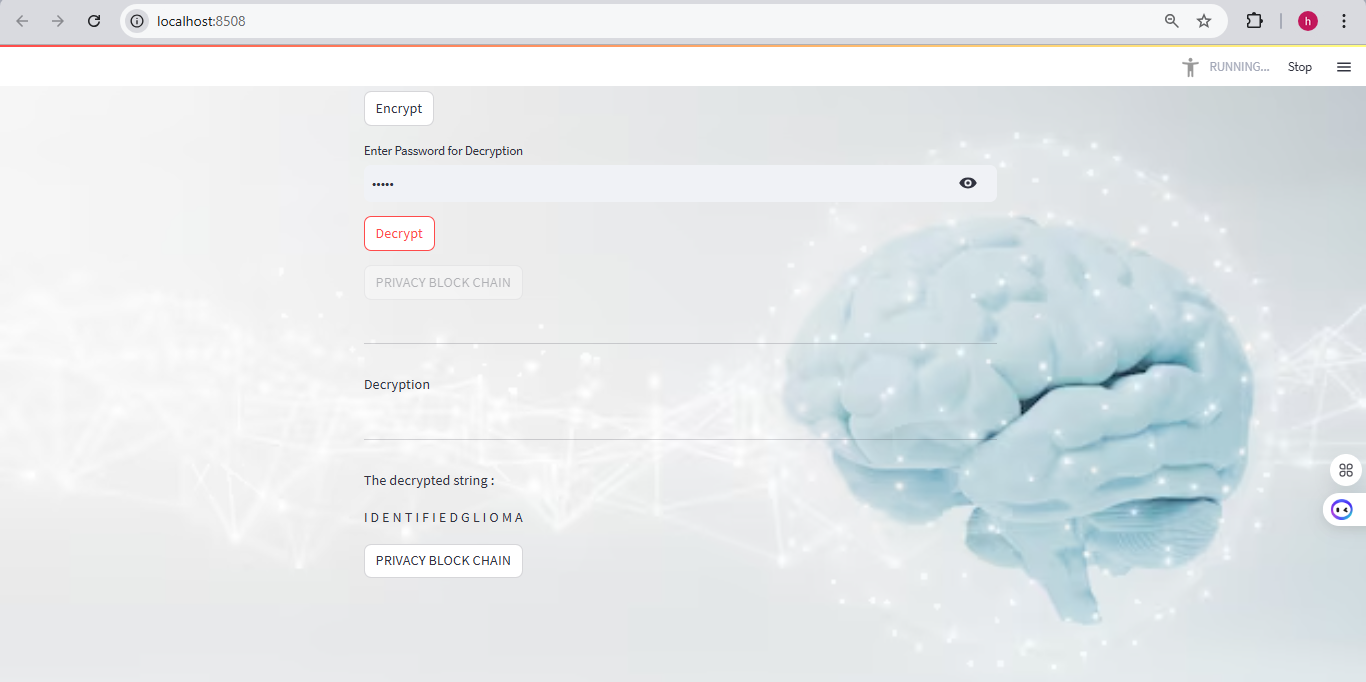 localhost:8508
h
RUNNING...
Stop
Encrypt
Enter Password for Decryption
•••••
Decrypt
PRIVACY BLOCK CHAIN
Decryption
The decrypted string :
I D E N T I F I E D G L I O M A
PRIVACY BLOCK CHAIN